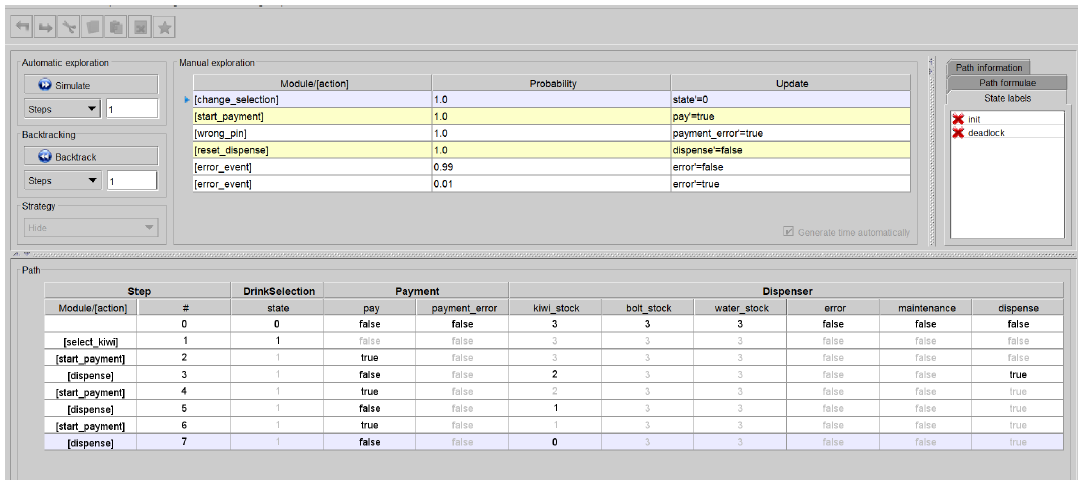 Automatic exploration
Simulate
Steps 1
Backtracking
Backtrack
Steps 1
Strategy
Hide
Manual exploration
Module/[action] Probability Update
[change_selection] 1.0 state'=0
[start_payment] 1.0 pay'=true
[wrong_pin] 1.0 payment_error'=true
[reset_dispense] 1.0 dispense'=false
[error_event] 0.99 error'=false
[error_event] 0.01 error'=true
Generate time automatically
Path information
Path formulae
State labels
init
deadlock
Path
Step DrinkSelection Payment Dispenser
Module/[action] # state pay payment_error kiwi_stock bolt_stock water_stock error maintenance dispense
0 0 false false 3 3 3 false false false
[select_kiwi] 1 1 false false 3 3 3 false false false
[start_payment] 2 1 true false 3 3 3 false false false
[dispense] 3 1 false false 2 3 3 false false true
[start_payment] 4 1 true false 2 3 3 false false true
[dispense] 5 1 false false 1 3 3 false false true
[start_payment] 6 1 true false 1 3 3 false false true
[dispense] 7 1 false false 0 3 3 false false true